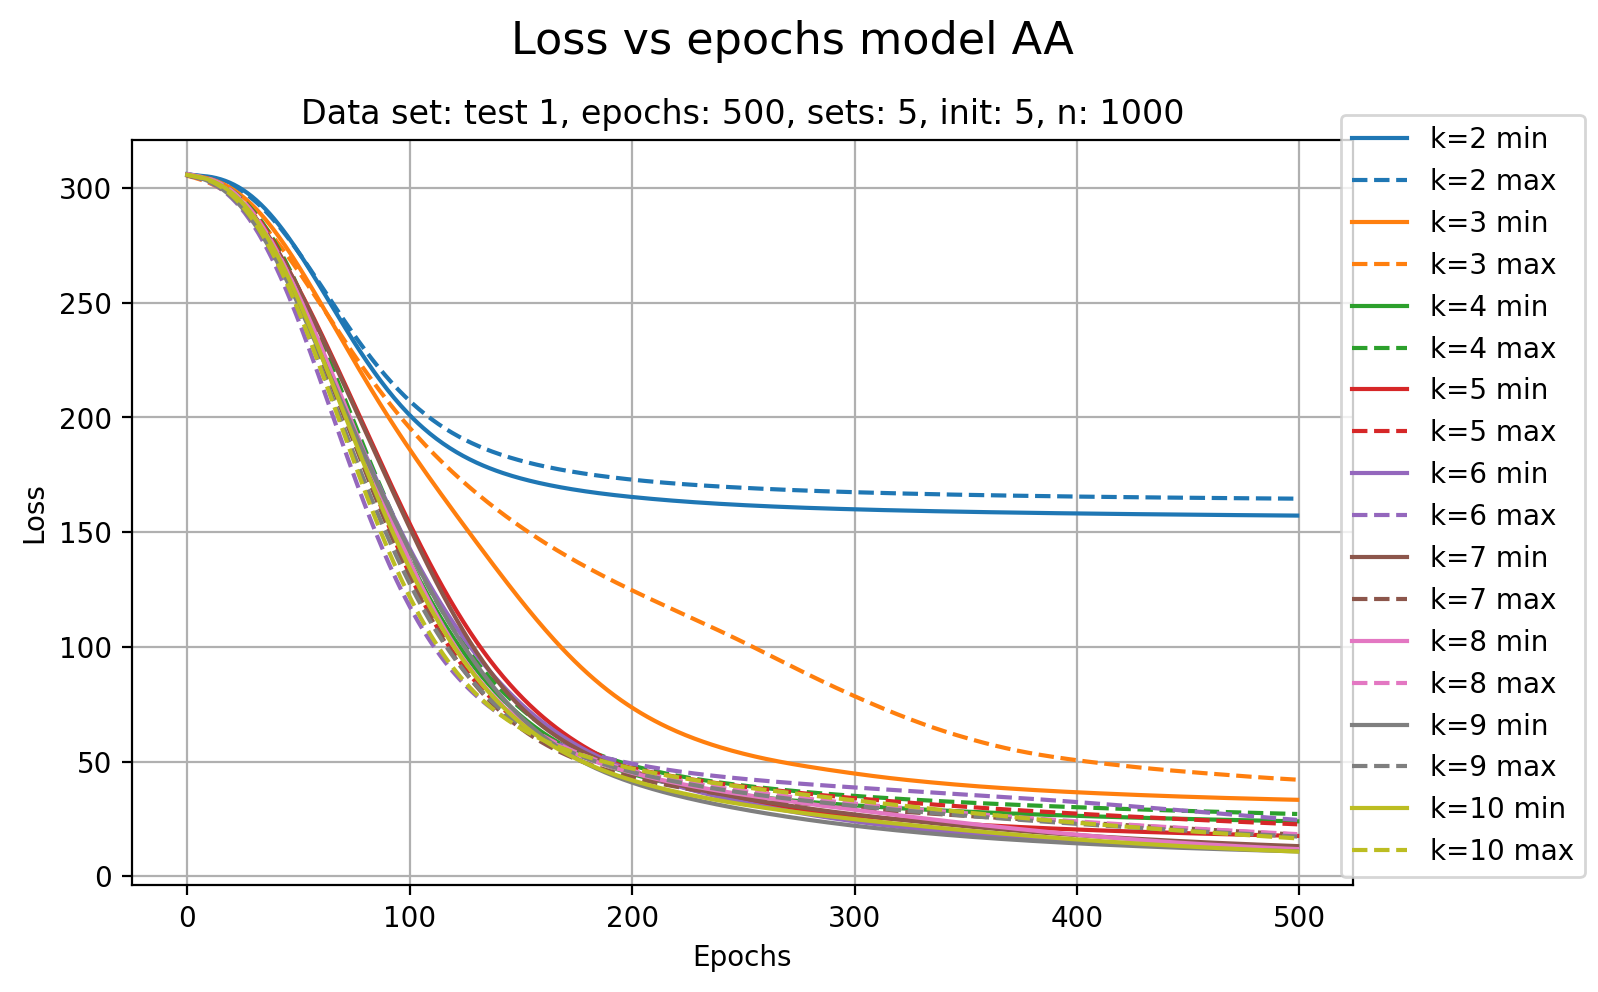 Loss vs epochs model AA
Data set: test 1, epochs: 500, sets: 5, init: 5, n: 1000
k=2 min
k=2 max
k=3 min
k=3 max
k=4 min
k=4 max
k=5 min
k=5 max
k=6 min
k=6 max
k=7 min
k=7 max
k=8 min
k=8 max
k=9 min
k=9 max
k=10 min
k=10 max
Loss
300
250
200
150
100
50
0
0 100 200 300 400 500
Epochs